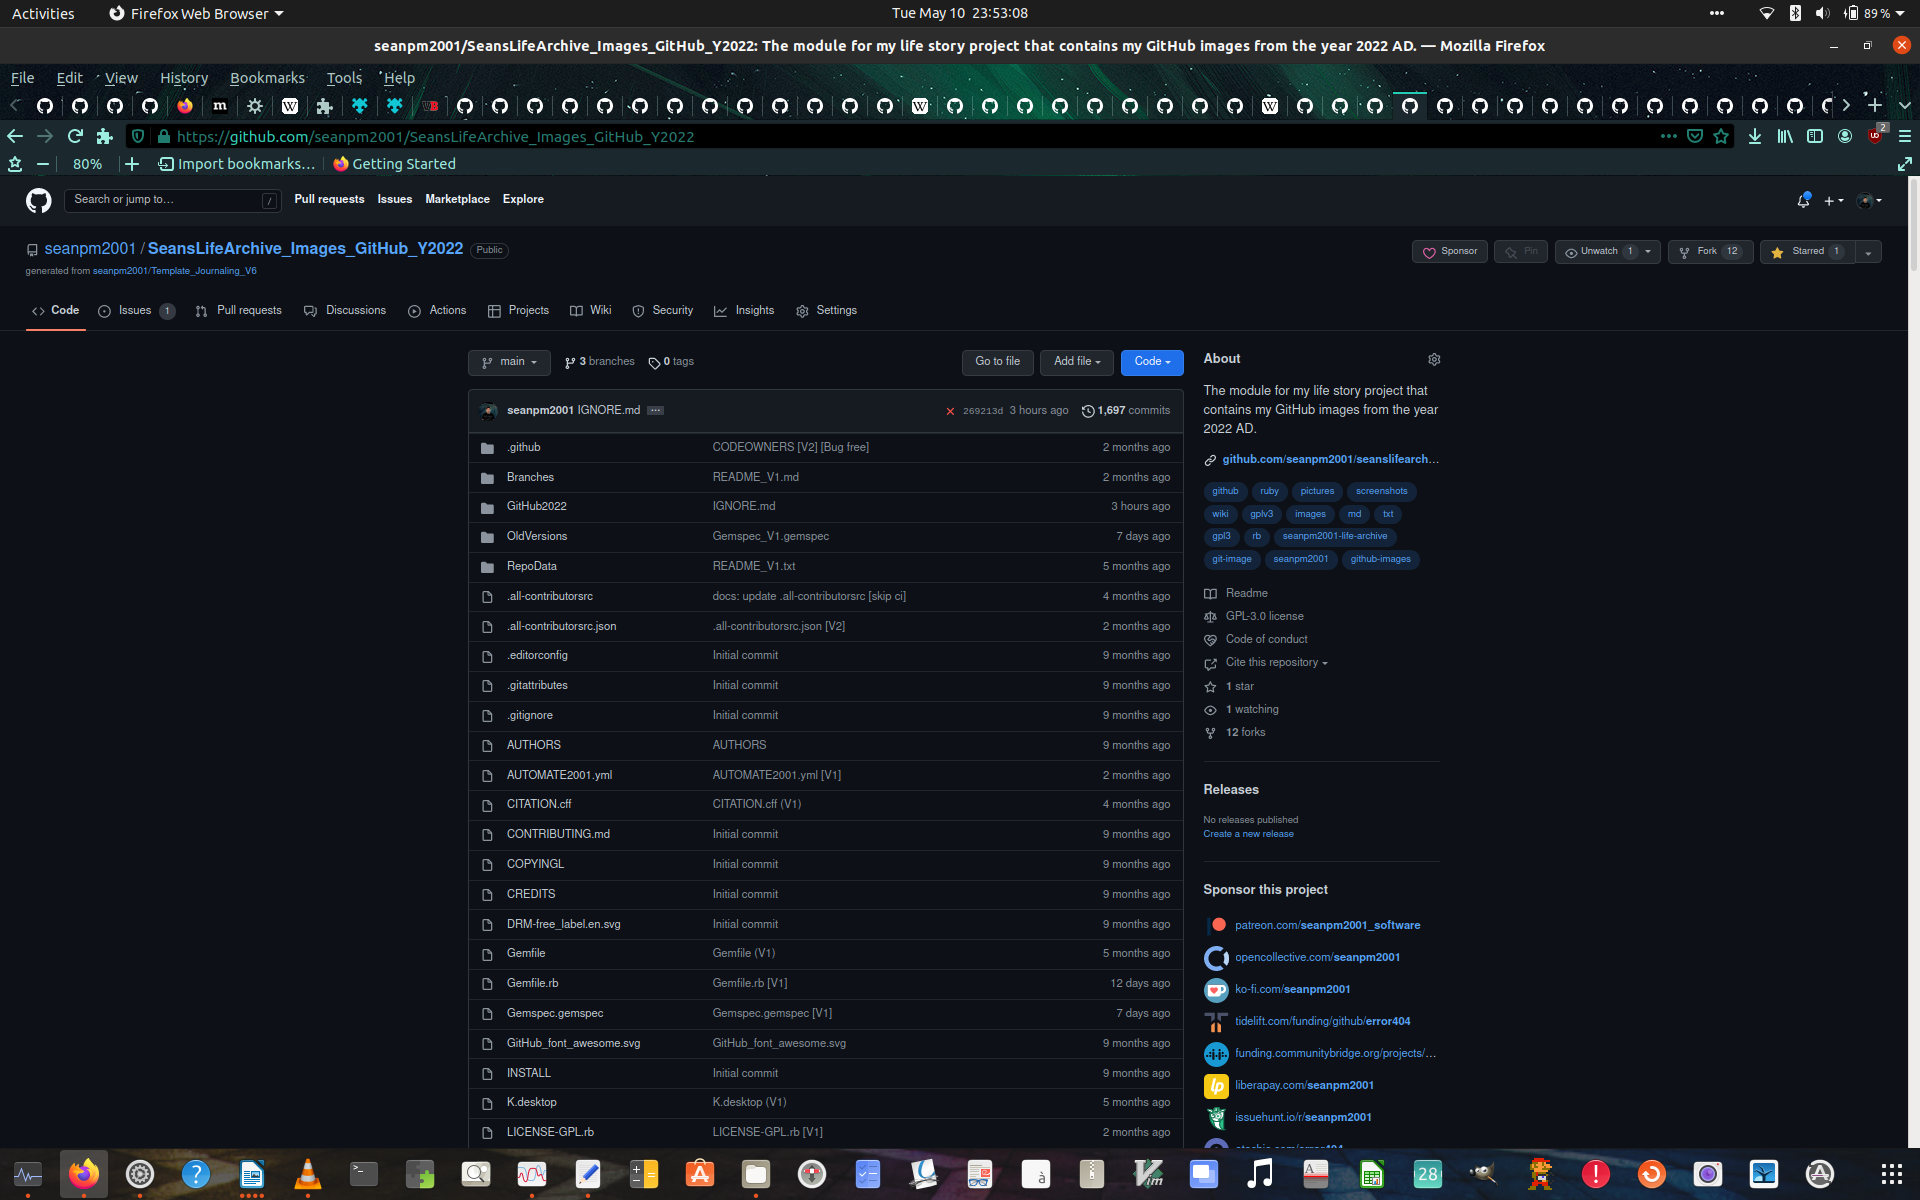 Activities Firefox Web Browser Tue May 10 23:53:08 89 %
seanpm2001/SeansLifeArchive_Images_GitHub_Y2022: The module for my life story project that contains my GitHub images from the year 2022 AD. — Mozilla Firefox
File Edit View History Bookmarks Tools Help
https://github.com/seanpm2001/SeansLifeArchive_Images_GitHub_Y2022 2
80% Import bookmarks... Getting Started
Search or jump to... / Pull requests Issues Marketplace Explore
seanpm2001 / SeansLifeArchive_Images_GitHub_Y2022 Public Sponsor Pin Unwatch 1 Fork 12 Starred 1
generated from seanpm2001/Template_Journaling_V6
Code Issues 1 Pull requests Discussions Actions Projects Wiki Security Insights Settings
main 3 branches 0 tags Go to file Add file Code
seanpm2001 IGNORE.md 269213d 3 hours ago 1,697 commits
.github CODEOWNERS [V2] [Bug free] 2 months ago
Branches README_V1.md 2 months ago
GitHub2022 IGNORE.md 3 hours ago
OldVersions Gemspec_V1.gemspec 7 days ago
RepoData README_V1.txt 5 months ago
.all-contributorsrc docs: update .all-contributorsrc [skip ci] 4 months ago
.all-contributorsrc.json .all-contributorsrc.json [V2] 2 months ago
.editorconfig Initial commit 9 months ago
.gitattributes Initial commit 9 months ago
.gitignore Initial commit 9 months ago
AUTHORS AUTHORS 9 months ago
AUTOMATE2001.yml AUTOMATE2001.yml [V1] 2 months ago
CITATION.cff CITATION.cff (V1) 4 months ago
CONTRIBUTING.md Initial commit 9 months ago
COPYINGL Initial commit 9 months ago
CREDITS Initial commit 9 months ago
DRM-free_label.en.svg Initial commit 9 months ago
Gemfile Gemfile (V1) 5 months ago
Gemfile.rb Gemfile.rb [V1] 12 days ago
Gemspec.gemspec Gemspec.gemspec [V1] 7 days ago
GitHub_font_awesome.svg GitHub_font_awesome.svg 9 months ago
INSTALL Initial commit 9 months ago
K.desktop K.desktop (V1) 5 months ago
LICENSE-GPL.rb LICENSE-GPL.rb [V1] 2 months ago
About
The module for my life story project that
contains my GitHub images from the year
2022 AD.
github.com/seanpm2001/seanslifearch...
github ruby pictures screenshots
wiki gplv3 images md txt
gpl3 rb seanpm2001-life-archive
git-image seanpm2001 github-images
Readme
GPL-3.0 license
Code of conduct
Cite this repository
1 star
1 watching
12 forks
Releases
No releases published
Create a new release
Sponsor this project
patreon.com/seanpm2001_software
opencollective.com/seanpm2001
ko-fi.com/seanpm2001
tidelift.com/funding/github/error404
funding.communitybridge.org/projects/...
liberapay.com/seanpm2001
issuehunt.io/r/seanpm2001
28